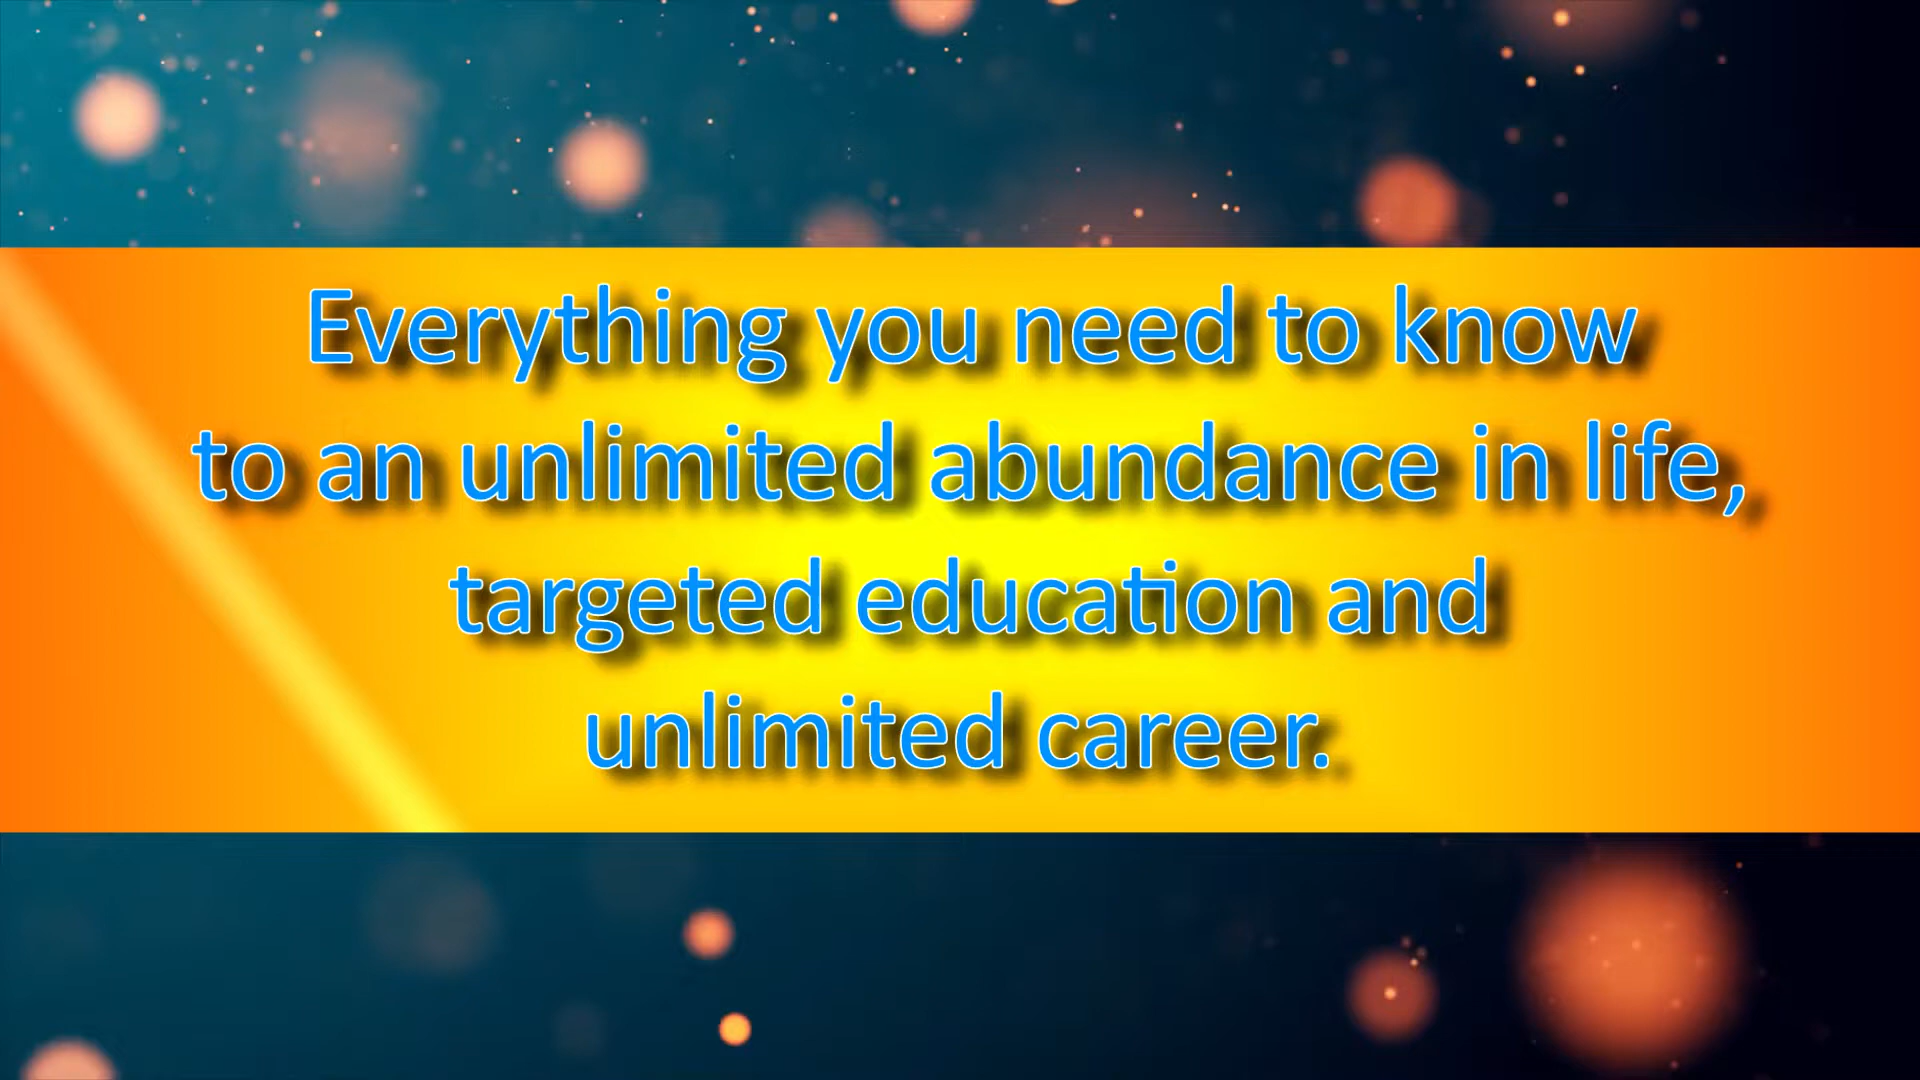 Everything you need to know
to an unlimited abundance in life,
targeted education and
unlimited career.